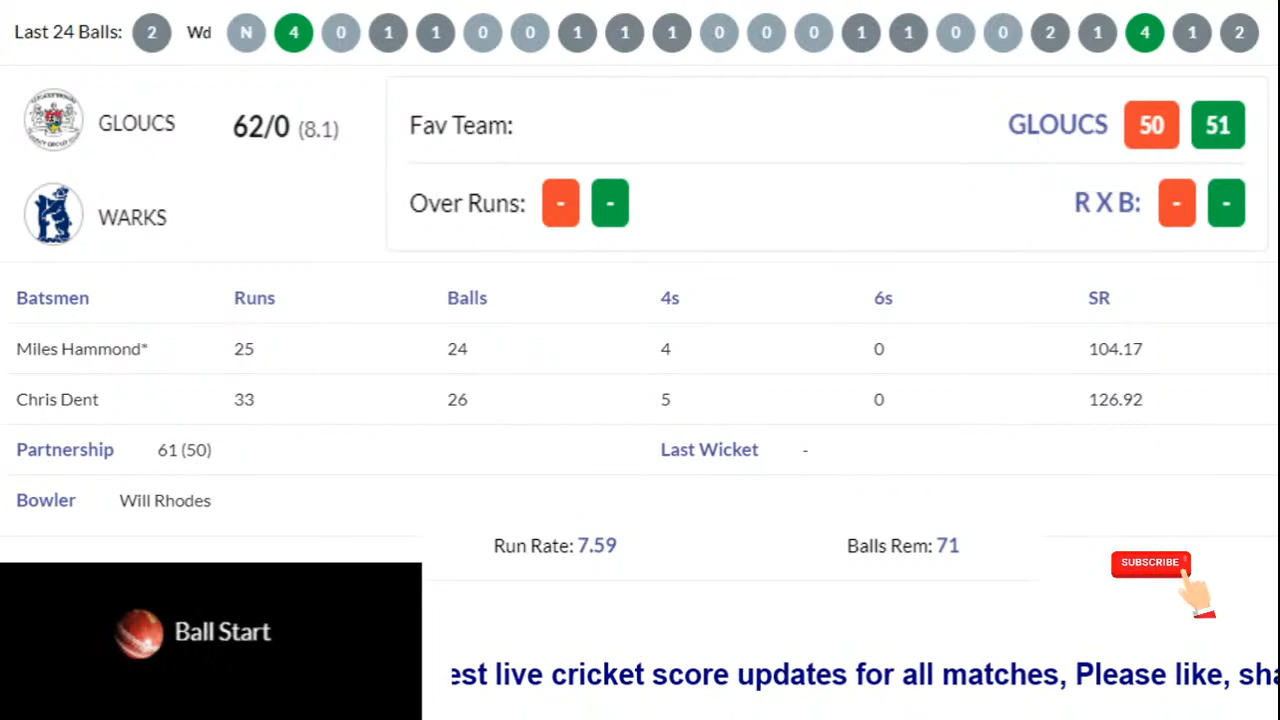 Last 24 Balls: 2 Wd N 4 0 1 1 0 0 1 1 1 0 0 0 1 1 0 0 2 1 4 1 2
GLOUCS 62/0 (8.1)
Fav Team: GLOUCS 50 51
WARKS
Over Runs: - - R X B: - -
Batsmen Runs Balls 4s 6s SR
Miles Hammond* 25 24 4 0 104.17
Chris Dent 33 26 5 0 126.92
Partnership 61 (50) Last Wicket -
Bowler Will Rhodes
Run Rate: 7.59 Balls Rem: 71
SUBSCRIBE
Ball Start
est live cricket score updates for all matches, Please like, sha